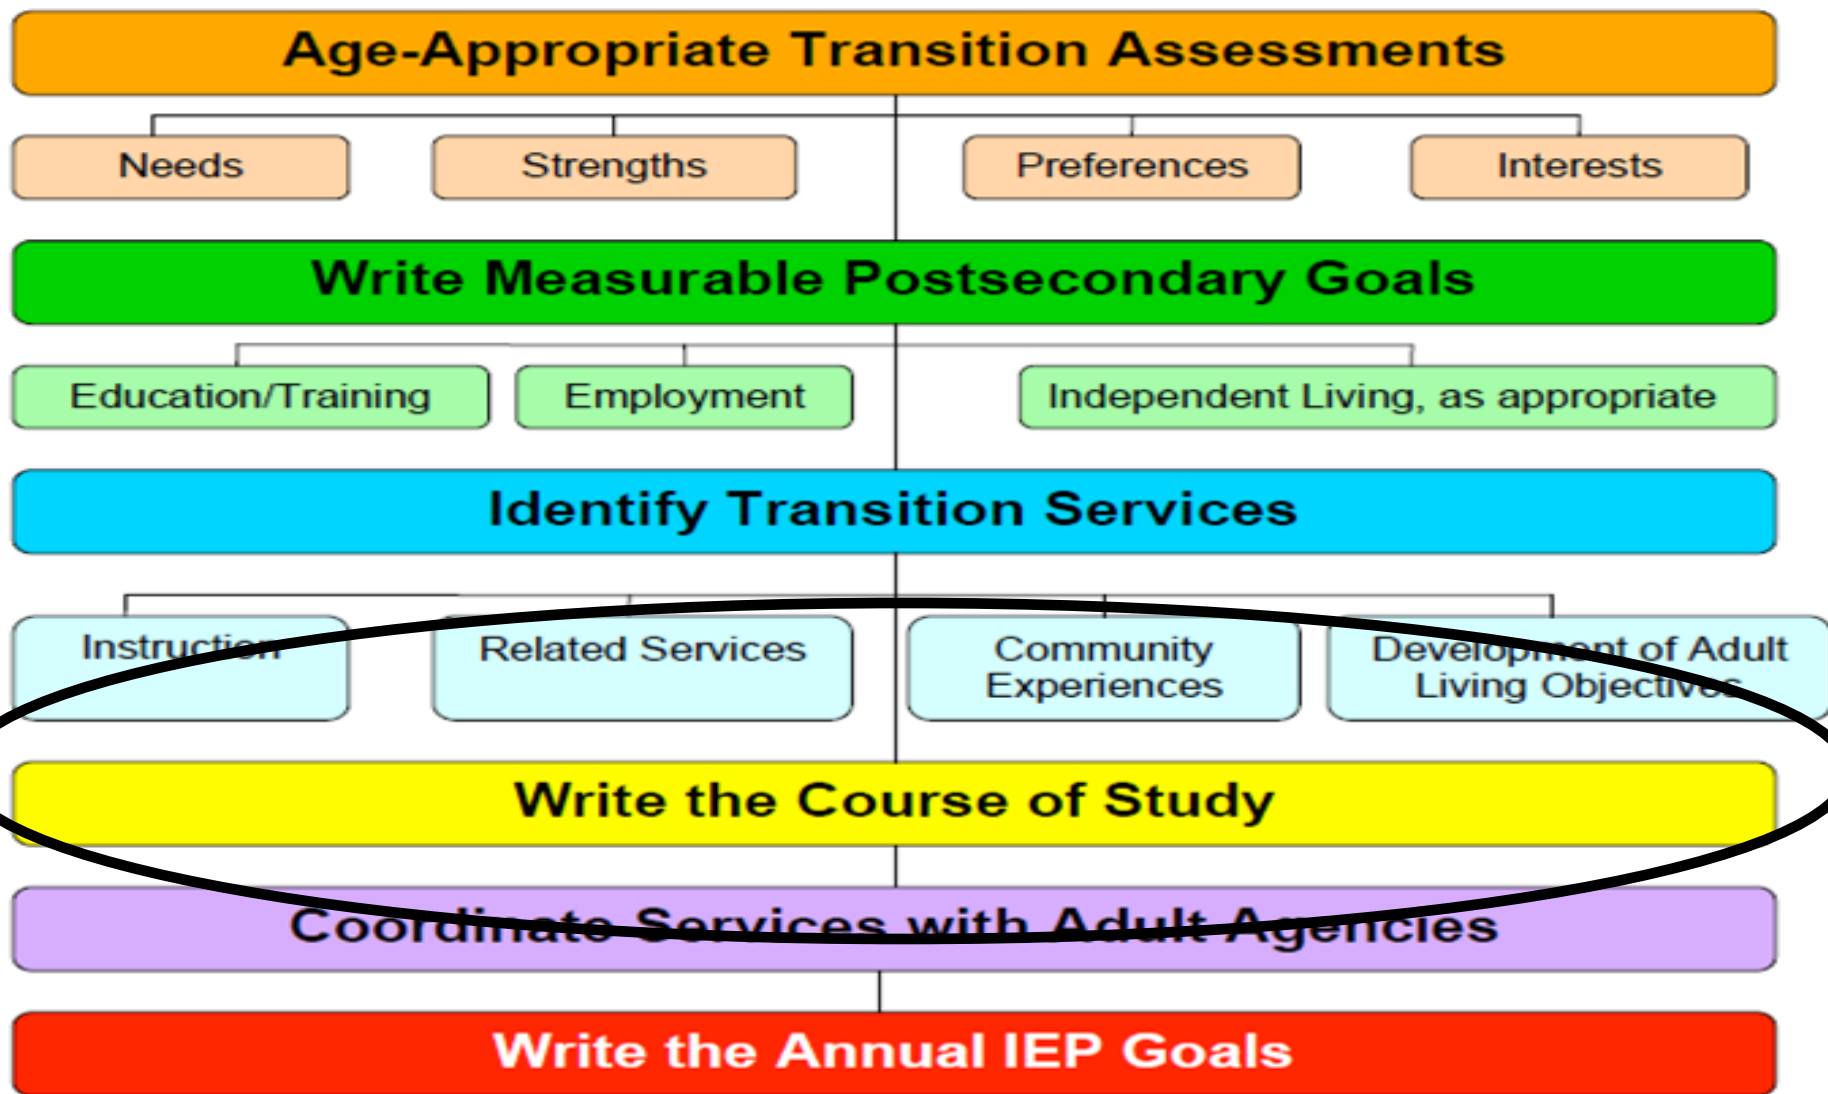 Age-Appropriate Transition Assessments
Needs
Strengths
Preferences
Interests
Write Measurable Postsecondary Goals
Education/Training
Employment
Independent Living, as appropriate
Identify Transition Services
Instruction
Related Services
Community
Experiences
Development of Adult
Living Objectives
Write the Course of Study
Coordinate Services with Adult Agencies
Write the Annual IEP Goals